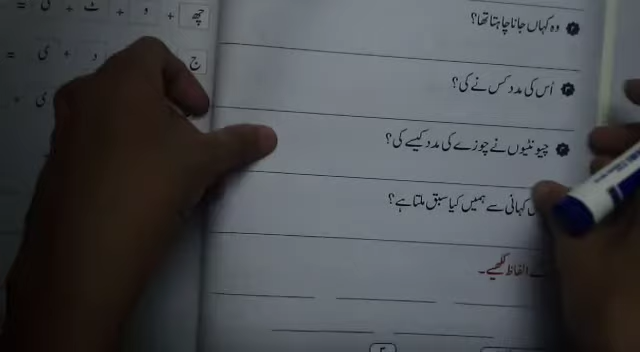 وہ کہاں جانا چاہتا تھا؟
اُس کی مدد کس نے کی؟
چیونٹیوں نے چوزے کی مدد کیسے کی؟
کہانی سے ہمیں کیا سبق ملتا ہے؟
الفاظ لکھیے۔
چھ + و + ٹ + ی =
د + ی =
ج
ی +